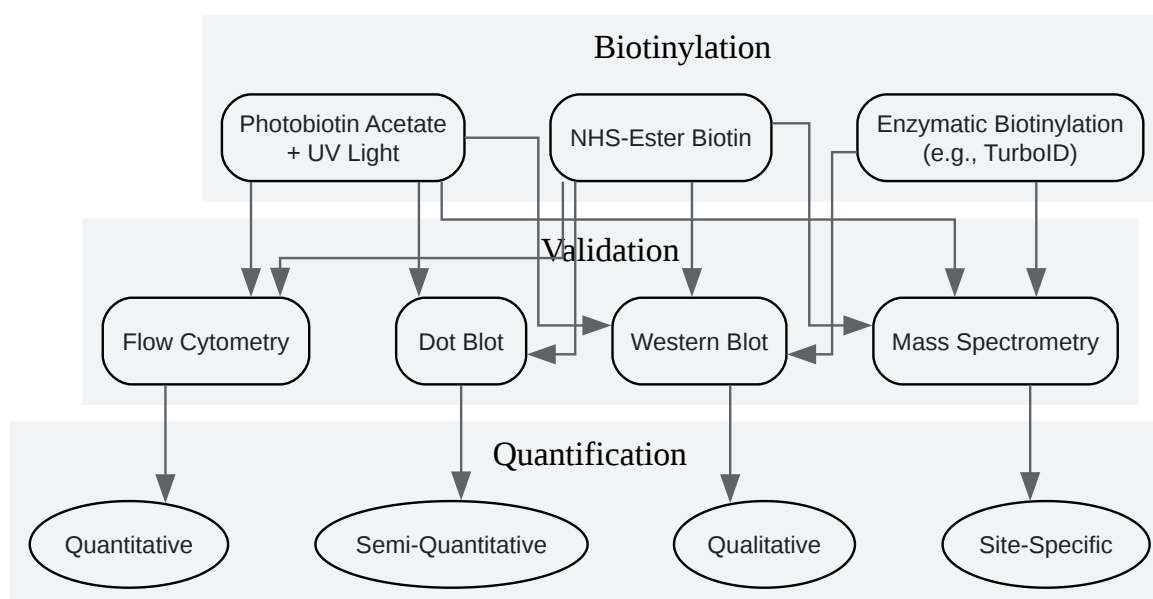 Biotinylation
Photobiotin Acetate
+ UV Light
NHS-Ester Biotin
Enzymatic Biotinylation
(e.g., TurboID)
Validation
Flow Cytometry
Dot Blot
Western Blot
Mass Spectrometry
Quantification
Quantitative
Semi-Quantitative
Qualitative
Site-Specific